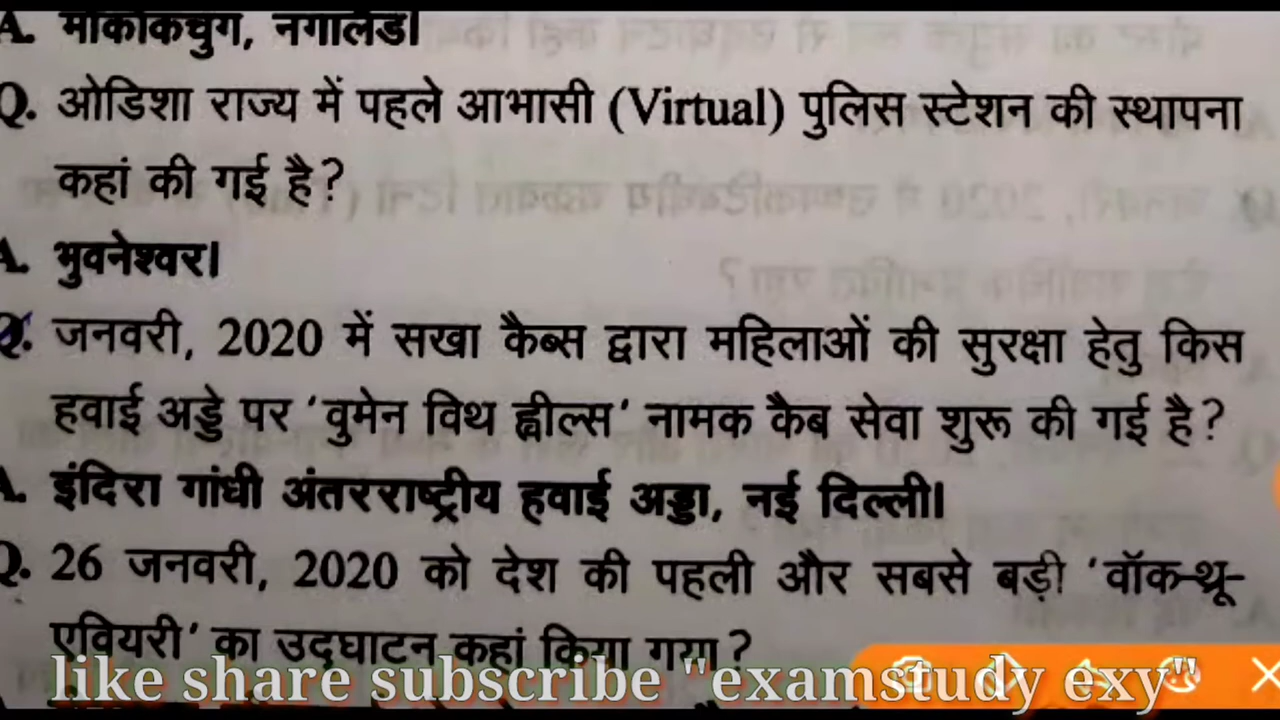 A. मोकोकचुंग, नगालैंड।
Q. ओडिशा राज्य में पहले आभासी (Virtual) पुलिस स्टेशन की स्थापना
कहां की गई है?
A. भुवनेश्वर।
Q. जनवरी, 2020 में सखा कैब्स द्वारा महिलाओं की सुरक्षा हेतु किस
हवाई अड्डे पर 'वुमेन विथ ह्वील्स' नामक कैब सेवा शुरू की गई है?
A. इंदिरा गांधी अंतरराष्ट्रीय हवाई अड्डा, नई दिल्ली।
Q. 26 जनवरी, 2020 को देश की पहली और सबसे बड़ी 'वॉक-थ्रू-
एवियरी' का उद्घाटन कहां किया गया?
like share subscribe "examstudy exy"